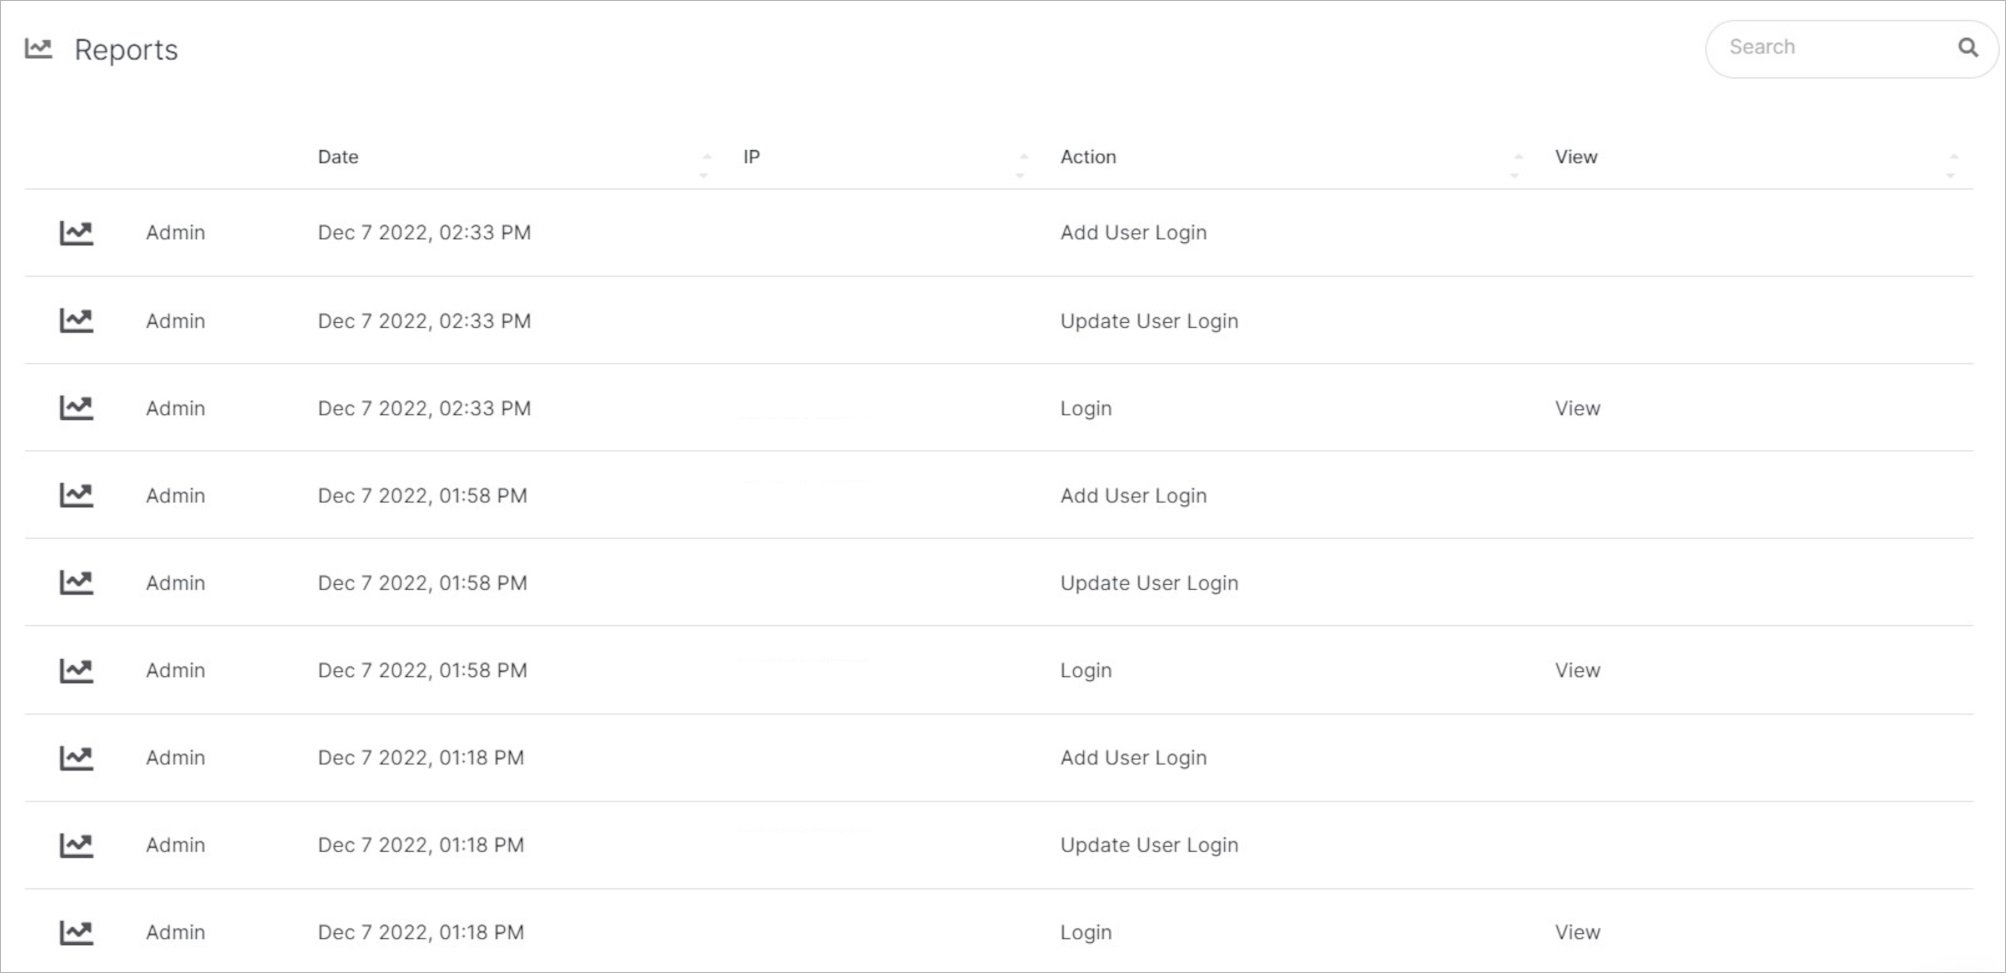 Reports
Search
Date IP Action View
Admin Dec 7 2022, 02:33 PM Add User Login
Admin Dec 7 2022, 02:33 PM Update User Login
Admin Dec 7 2022, 02:33 PM Login View
Admin Dec 7 2022, 01:58 PM Add User Login
Admin Dec 7 2022, 01:58 PM Update User Login
Admin Dec 7 2022, 01:58 PM Login View
Admin Dec 7 2022, 01:18 PM Add User Login
Admin Dec 7 2022, 01:18 PM Update User Login
Admin Dec 7 2022, 01:18 PM Login View